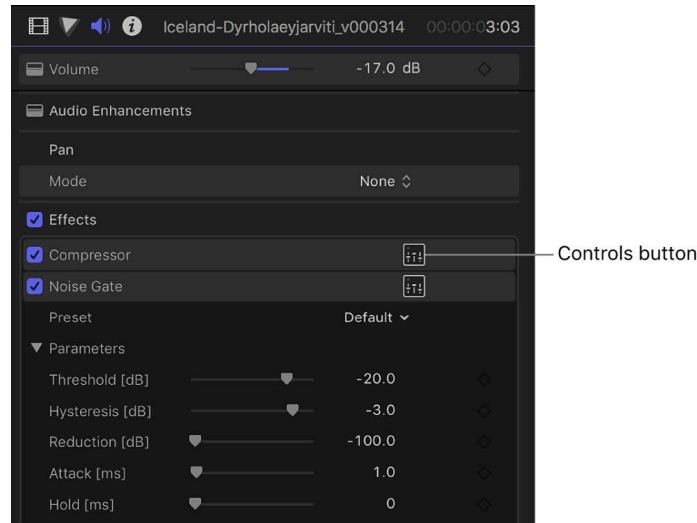 Iceland-Dyrholaeyjarviti_v000314 00:00:03:03
Volume -17.0 dB
Audio Enhancements
Pan
Mode None
Effects
Compressor Controls button
Noise Gate
Preset Default
Parameters
Threshold [dB] -20.0
Hysteresis [dB] -3.0
Reduction [dB] -100.0
Attack [ms] 1.0
Hold [ms] 0